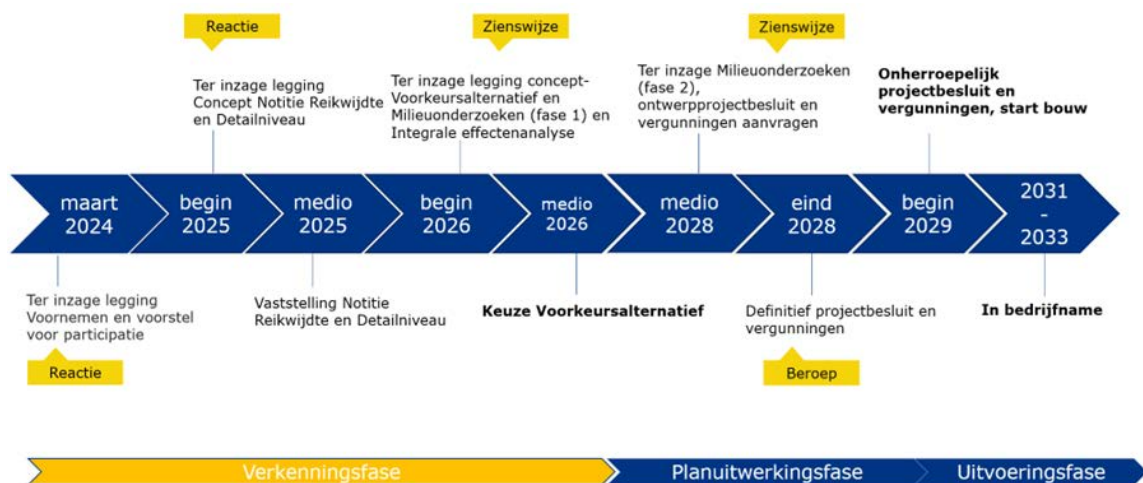 Reactie
Zienswijze
Zienswijze
Ter inzage legging
Concept Notitie Reikwijdte
en Detailniveau
Ter inzage legging concept-
Voorkeursalternatief en
Milieuonderzoeken (fase 1) en
Integrale effectenanalyse
Ter inzage Milieuonderzoeken
(fase 2),
ontwerpprojectbesluit en
vergunningen aanvragen
Onherroepelijk
projectbesluit en
vergunningen, start bouw
maart
2024
begin
2025
medio
2025
begin
2026
medio
2026
medio
2028
eind
2028
begin
2029
2031
-
2033
Ter inzage legging
Voornemen en voorstel
voor participatie
Vaststelling Notitie
Reikwijdte en Detailniveau
Keuze Voorkeursalternatief
Definitief projectbesluit en
vergunningen
In bedrijfname
Reactie
Beroep
Verkenningsfase
Planuitwerkingsfase
Uitvoeringsfase